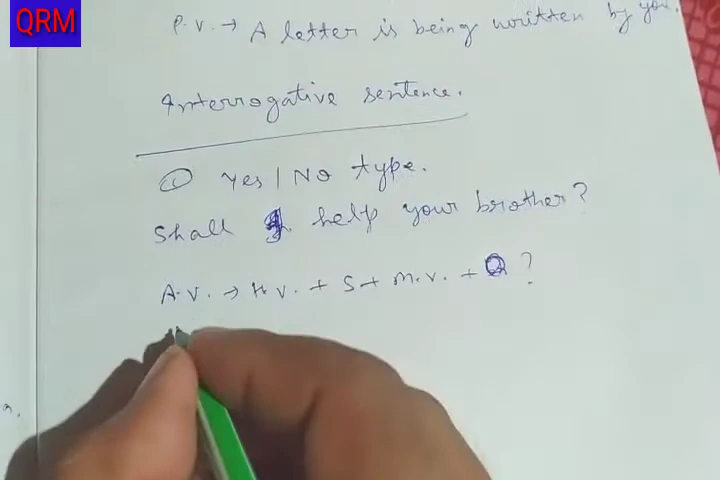 QRM
P.V. → A letter is being written by you.
Interrogative sentence.
① Yes | No type.
Shall I help your brother?
A.V. → H.V. + S + M.V. + O ?